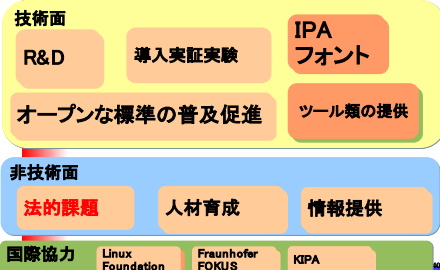 技術面
R&D
導入実証実験
IPA
フォント
オープンな標準の普及促進
ツール類の提供
非技術面
法的課題
人材育成
情報提供
国際協力
Linux
Foundation
Fraunhofer
FOKUS
KIPA